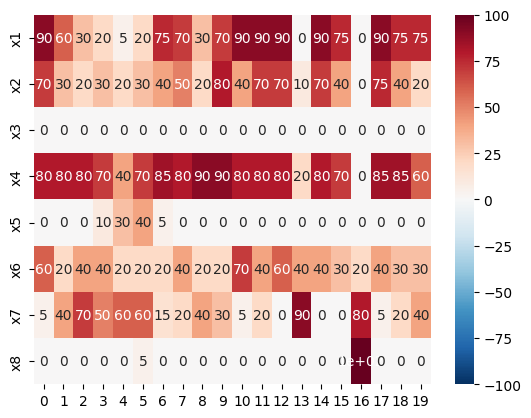 x1 90 60 30 20 5 20 75 70 30 70 90 90 90 0 90 75 0 90 75 75 100
x2 70 30 20 30 20 30 40 50 20 80 40 70 70 10 70 40 0 75 40 20 75
x3 0 0 0 0 0 0 0 0 0 0 0 0 0 0 0 0 0 0 0 0 50
x4 80 80 80 70 40 70 85 80 90 90 80 80 80 20 80 70 0 85 85 60 25
x5 0 0 0 10 30 40 5 0 0 0 0 0 0 0 0 0 0 0 0 0 0
x6 60 20 40 40 20 20 20 40 20 20 70 40 60 40 40 30 20 40 30 30 -25
x7 5 40 70 50 60 60 15 20 40 30 5 20 0 90 0 0 80 5 20 40 -50
x8 0 0 0 0 0 5 0 0 0 0 0 0 0 0 0 0 e+0 0 0 0 -75
-100
0 1 2 3 4 5 6 7 8 9 10 11 12 13 14 15 16 17 18 19